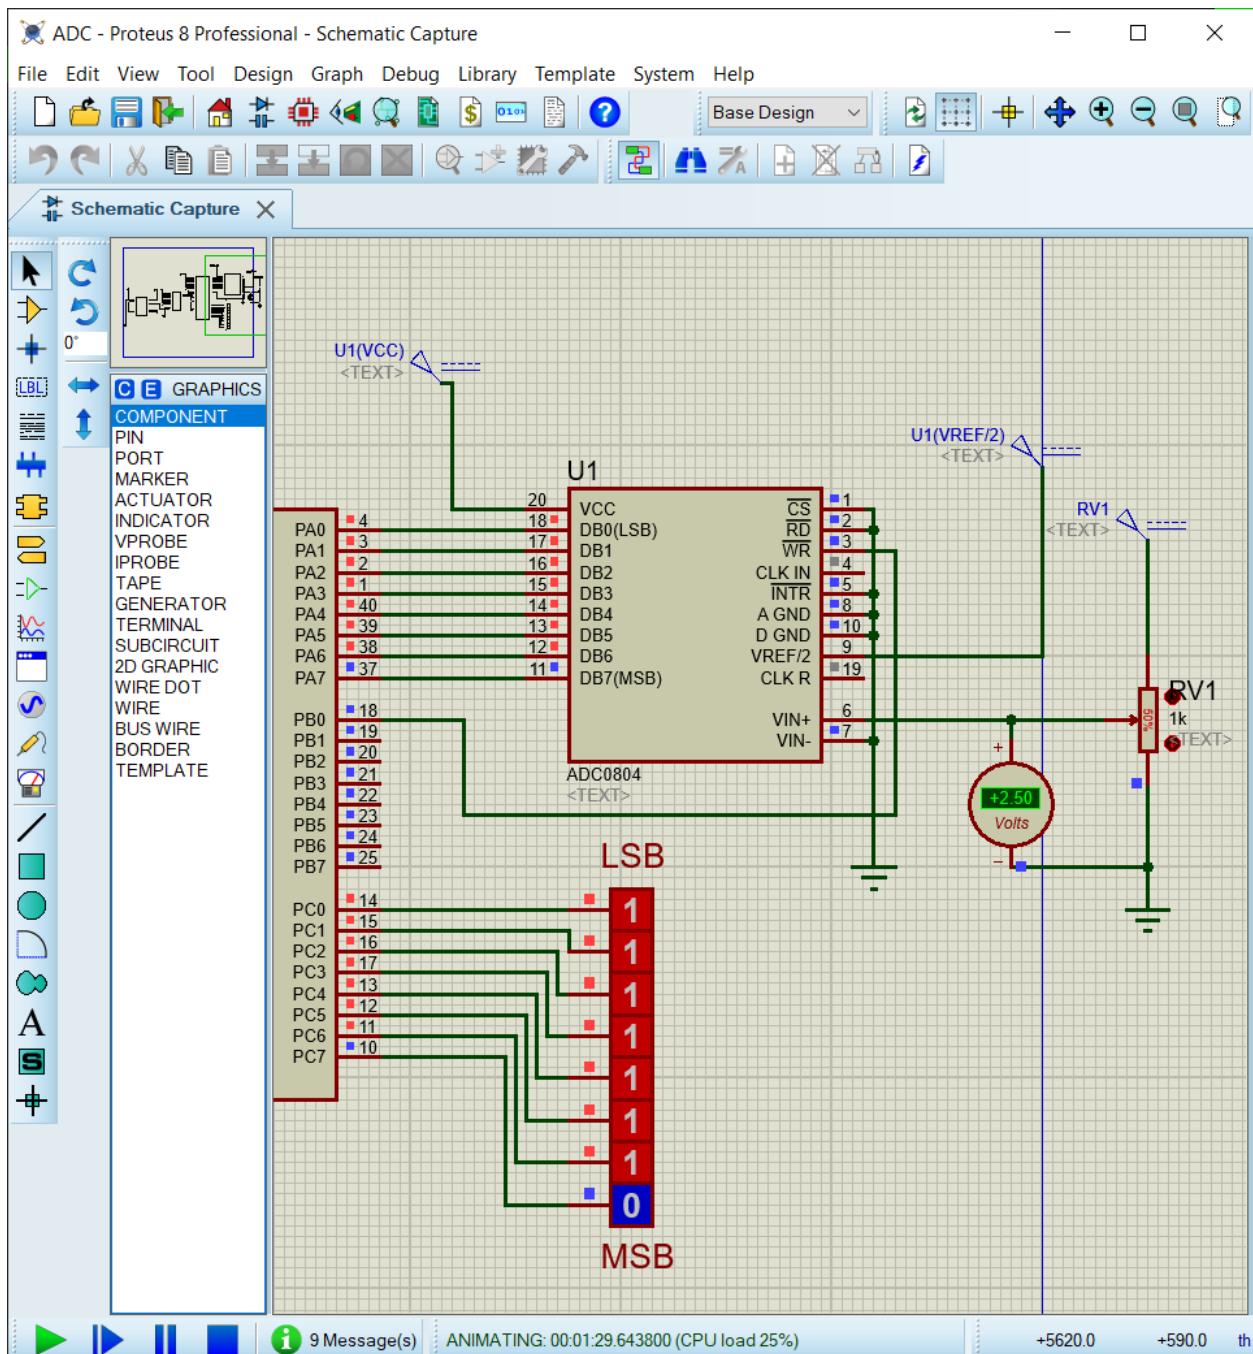 ADC - Proteus 8 Professional - Schematic Capture
File Edit View Tool Design Graph Debug Library Template System Help
Base Design
Schematic Capture
0°
LBL
C E GRAPHICS
COMPONENT
PIN
PORT
MARKER
ACTUATOR
INDICATOR
VPROBE
IPROBE
TAPE
GENERATOR
TERMINAL
SUBCIRCUIT
2D GRAPHIC
WIRE DOT
WIRE
BUS WIRE
BORDER
TEMPLATE
A
S
U1(VCC)
<TEXT>
U1(VREF/2)
<TEXT>
RV1
<TEXT>
U1
20 VCC
18 DB0(LSB)
17 DB1
16 DB2
15 DB3
14 DB4
13 DB5
12 DB6
11 DB7(MSB)
CS 1
RD 2
WR 3
CLK IN 4
INTR 5
A GND 8
D GND 10
VREF/2 9
CLK R 19
VIN+ 6
VIN- 7
ADC0804
<TEXT>
PA0 4
PA1 3
PA2 2
PA3 1
PA4 40
PA5 39
PA6 38
PA7 37
PB0 18
PB1 19
PB2 20
PB3 21
PB4 22
PB5 23
PB6 24
PB7 25
PC0 14
PC1 15
PC2 16
PC3 17
PC4 13
PC5 12
PC6 11
PC7 10
RV1
1k
<TEXT>
50%
+
+2.50
Volts
−
LSB
1
1
1
1
1
1
1
0
MSB
9 Message(s)
ANIMATING: 00:01:29.643800 (CPU load 25%)
+5620.0 +590.0 th